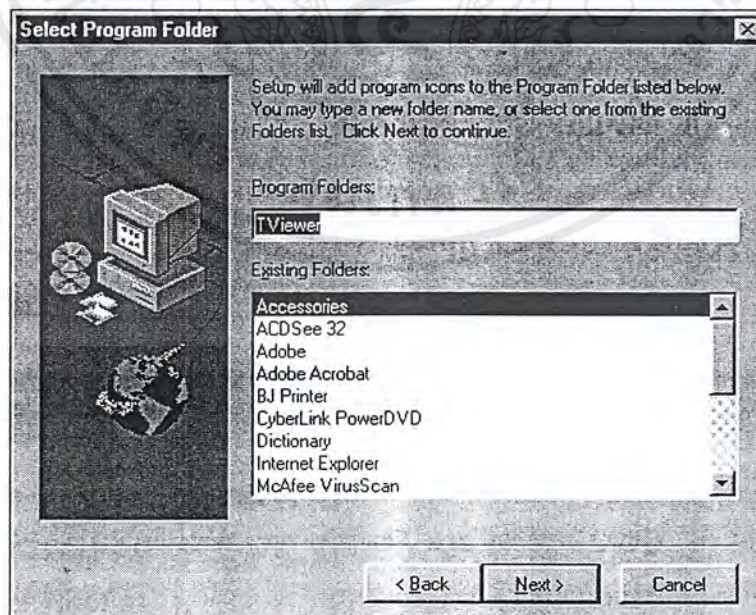 Select Program Folder
Setup will add program icons to the Program Folder listed below.
You may type a new folder name, or select one from the existing
Folders list. Click Next to continue.
Program Folders:
TViewer
Existing Folders:
Accessories
ACDSee 32
Adobe
Adobe Acrobat
BJ Printer
CyberLink PowerDVD
Dictionary
Internet Explorer
McAfee VirusScan
< Back
Next >
Cancel